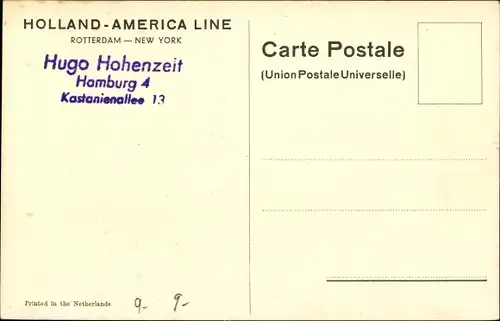 HOLLAND-AMERICA LINE
ROTTERDAM — NEW YORK
Hugo Hohenzeit
Hamburg 4
Kastanienallee 13
Carte Postale
(Union Postale Universelle)
Printed in the Netherlands
9- 9-